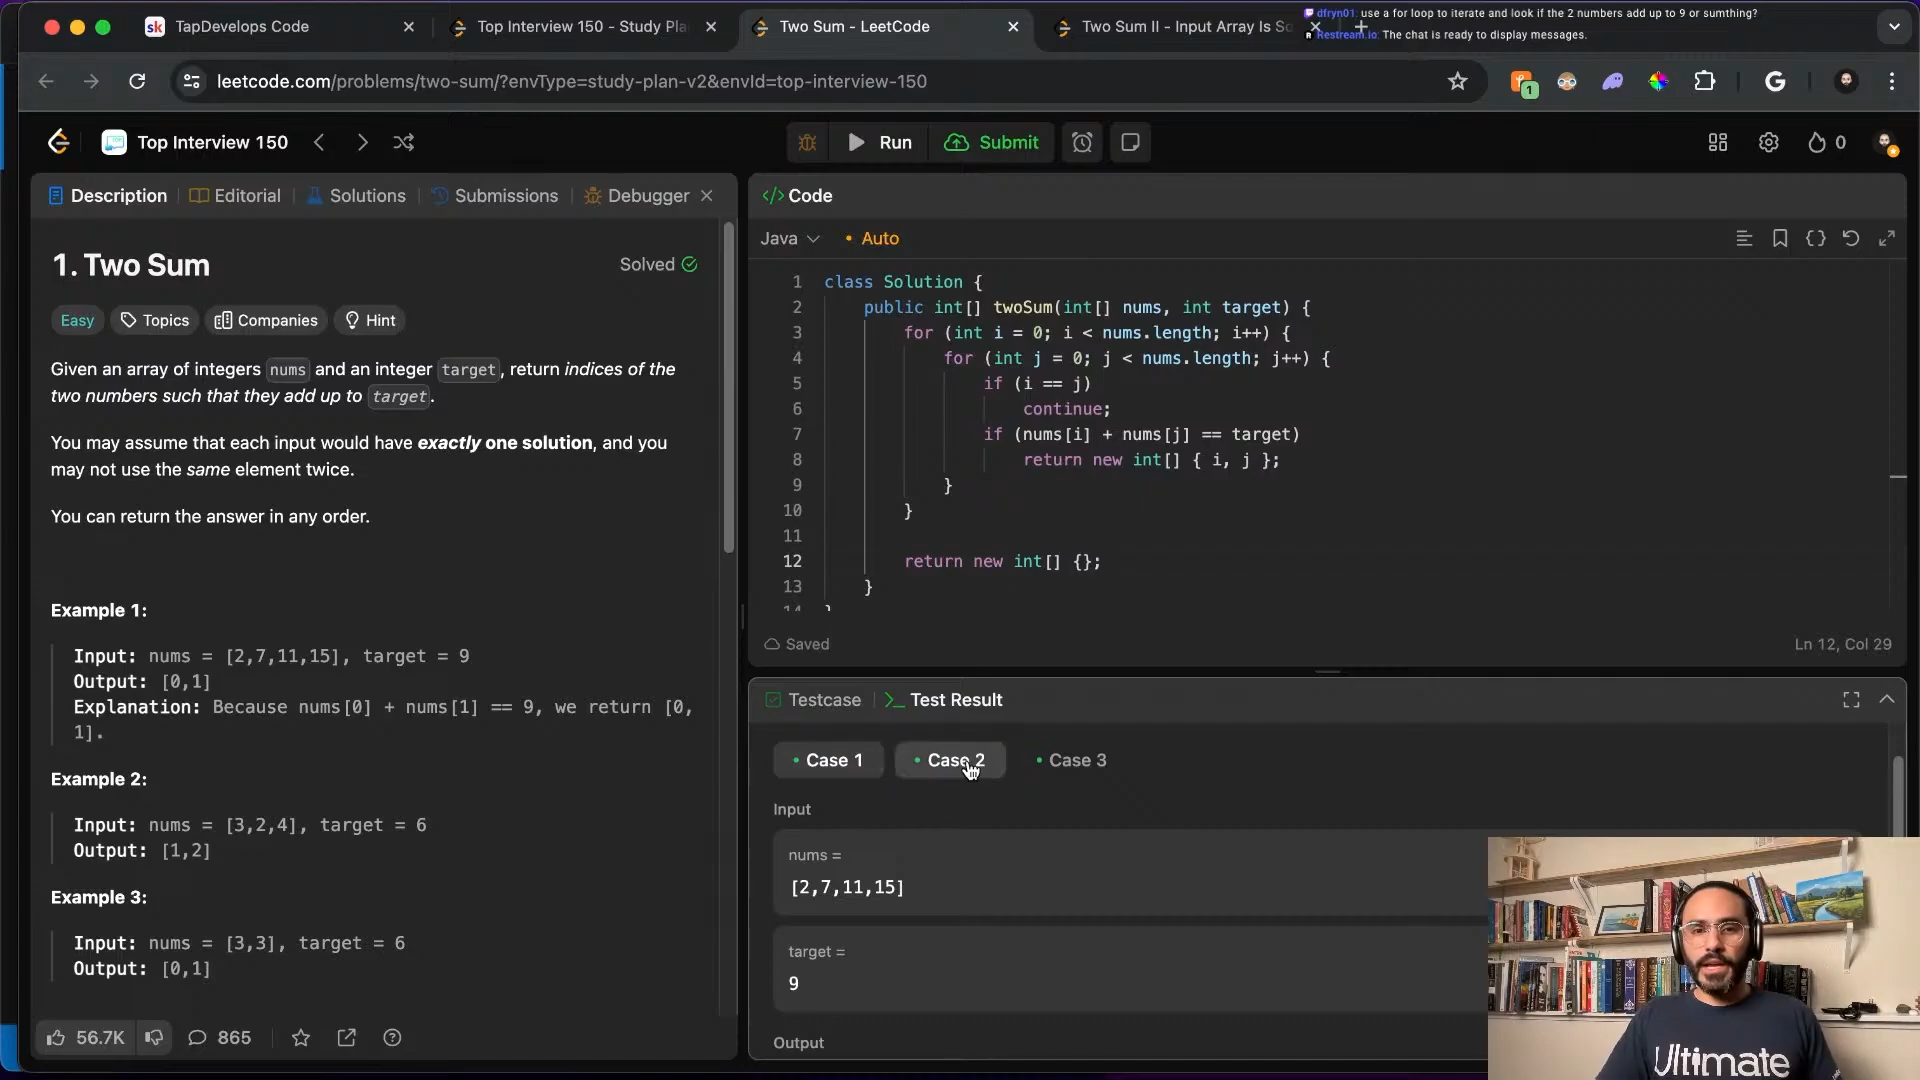 TapDevelops Code
Top Interview 150 - Study Pla
Two Sum - LeetCode
Two Sum II - Input Array Is So
dfryn01: use a for loop to iterate and look if the 2 numbers add up to 9 or sumthing?
Restream.io: The chat is ready to display messages.
leetcode.com/problems/two-sum/?envType=study-plan-v2&envId=top-interview-150
1
Top Interview 150
Run
Submit
0
Description
Editorial
Solutions
Submissions
Debugger
1. Two Sum
Solved
Easy
Topics
Companies
Hint
Given an array of integers nums and an integer target, return indices of the
two numbers such that they add up to target.
You may assume that each input would have exactly one solution, and you
may not use the same element twice.
You can return the answer in any order.
Example 1:
Input: nums = [2,7,11,15], target = 9
Output: [0,1]
Explanation: Because nums[0] + nums[1] == 9, we return [0,
1].
Example 2:
Input: nums = [3,2,4], target = 6
Output: [1,2]
Example 3:
Input: nums = [3,3], target = 6
Output: [0,1]
56.7K
865
</> Code
Java
Auto
1 class Solution {
2 public int[] twoSum(int[] nums, int target) {
3 for (int i = 0; i < nums.length; i++) {
4 for (int j = 0; j < nums.length; j++) {
5 if (i == j)
6 continue;
7 if (nums[i] + nums[j] == target)
8 return new int[] { i, j };
9 }
10 }
11
12 return new int[] {};
13 }
14 }
Saved
Ln 12, Col 29
Testcase
Test Result
Case 1
Case 2
Case 3
Input
nums =
[2,7,11,15]
target =
9
Output
Ultimate